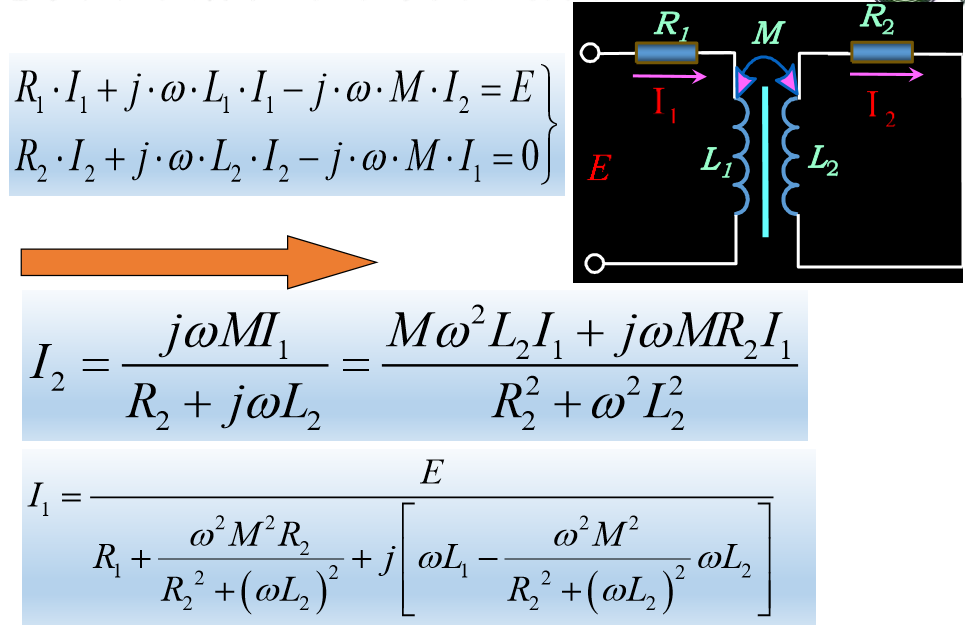 R₁·I₁+j·ω·L₁·I₁−j·ω·M·I₂=E
R₂·I₂+j·ω·L₂·I₂−j·ω·M·I₁=0
R₁
M
R₂
I₁
I₂
E
L₁
L₂
I₂ = jωMI₁ / (R₂ + jωL₂) = (Mω²L₂I₁ + jωMR₂I₁) / (R₂² + ω²L₂²)
I₁ = E / (R₁ + ω²M²R₂ / (R₂² + (ωL₂)²) + j[ωL₁ − ω²M² / (R₂² + (ωL₂)²) ωL₂])